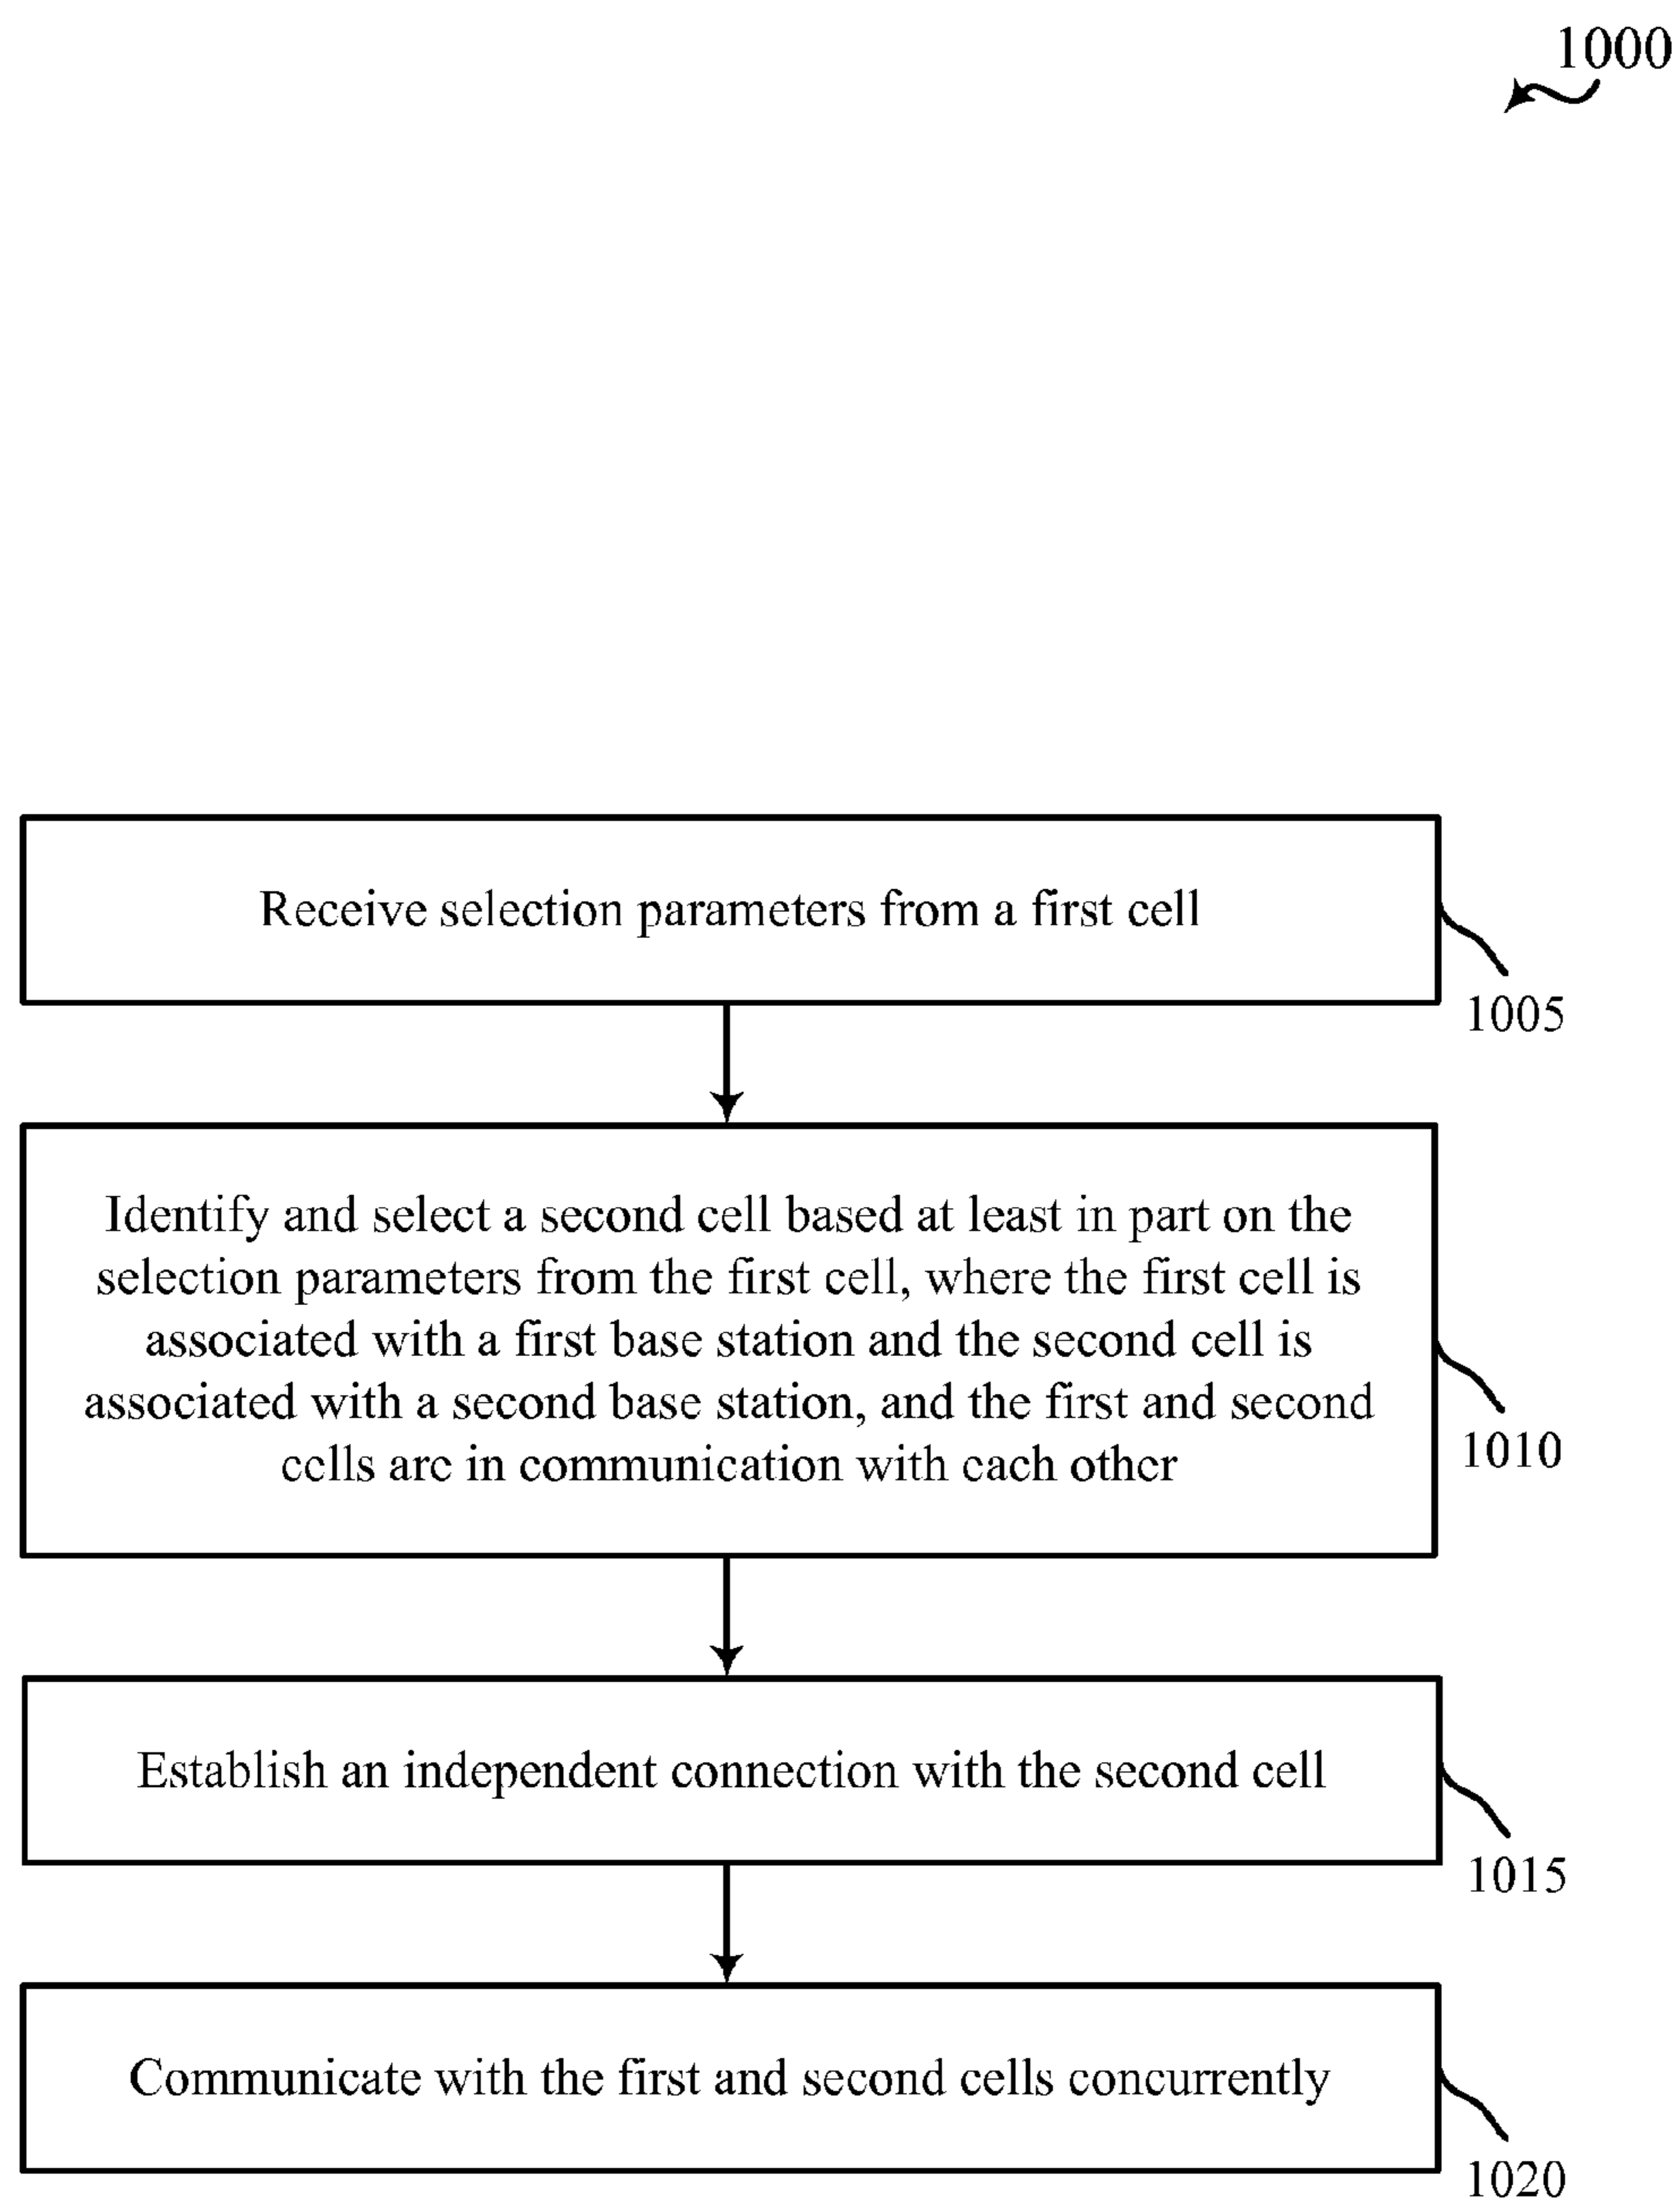 1000
Receive selection parameters from a first cell
1005
Identify and select a second cell based at least in part on the
selection parameters from the first cell, where the first cell is
associated with a first base station and the second cell is
associated with a second base station, and the first and second
cells are in communication with each other
1010
Establish an independent connection with the second cell
1015
Communicate with the first and second cells concurrently
1020